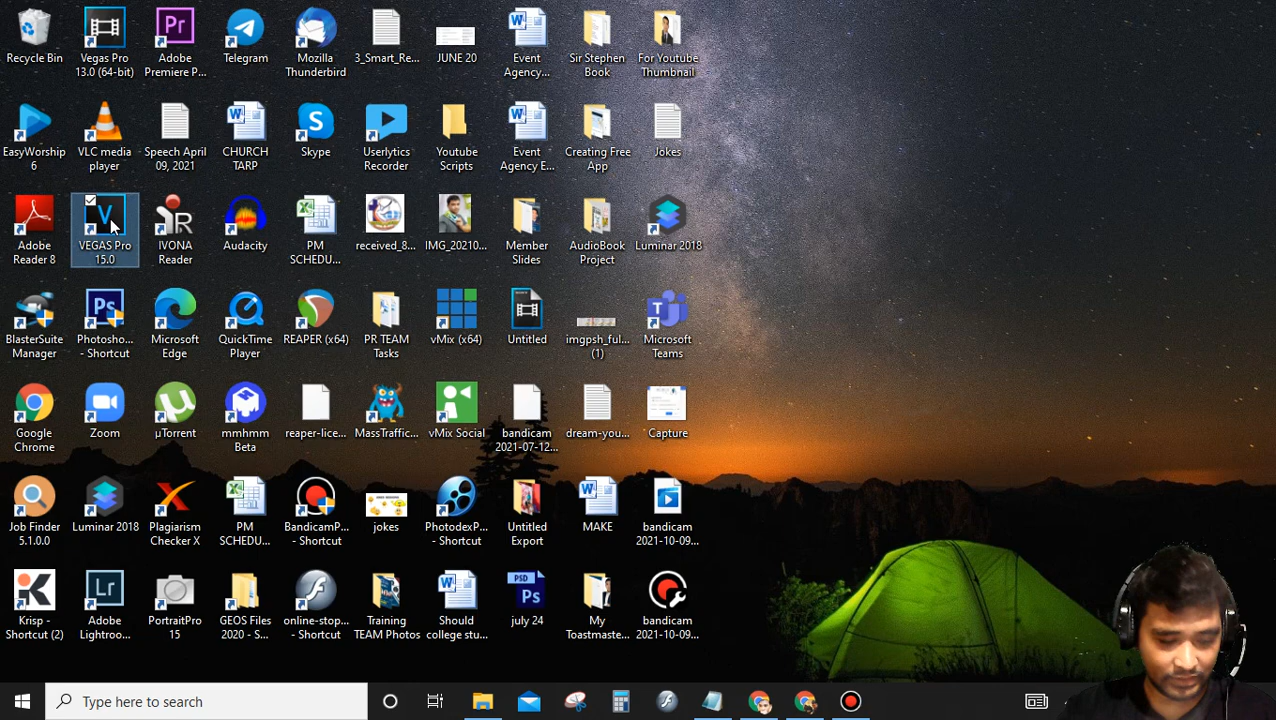 Recycle Bin
Vegas Pro
13.0 (64-bit)
Pr
Adobe
Premiere P...
Telegram
Mozilla
Thunderbird
3_Smart_Re...
JUNE 20
Event
Agency...
Sir Stephen
Book
For Youtube
Thumbnail
EasyWorship
6
VLC media
player
Speech April
09, 2021
CHURCH
TARP
Skype
Userlytics
Recorder
Youtube
Scripts
Event
Agency E...
Creating Free
App
Jokes
Adobe
Reader 8
V
VEGAS Pro
15.0
IVONA
Reader
Audacity
PM
SCHEDU...
received_8...
IMG_20210...
Member
Slides
AudioBook
Project
Luminar 2018
BlasterSuite
Manager
Ps
Photosho...
- Shortcut
Microsoft
Edge
QuickTime
Player
REAPER (x64)
PR TEAM
Tasks
vMix (x64)
Untitled
imgpsh_ful...
(1)
Microsoft
Teams
Google
Chrome
Zoom
µTorrent
mmhmm
Beta
reaper-lice...
MassTraffic...
vMix Social
bandicam
2021-07-12...
dream-you...
Capture
Job Finder
5.1.0.0
Luminar 2018
Plagiarism
Checker X
PM
SCHEDU...
BandicamP...
- Shortcut
jokes
PhotodexP...
- Shortcut
Untitled
Export
MAKE
bandicam
2021-10-09...
Krisp -
Shortcut (2)
Lr
Adobe
Lightroo...
PortraitPro
15
GEOS Files
2020 - S...
online-stop...
- Shortcut
Training
TEAM Photos
Should
college stu...
PSD
Ps
july 24
My
Toastmaste...
bandicam
2021-10-09...
Type here to search